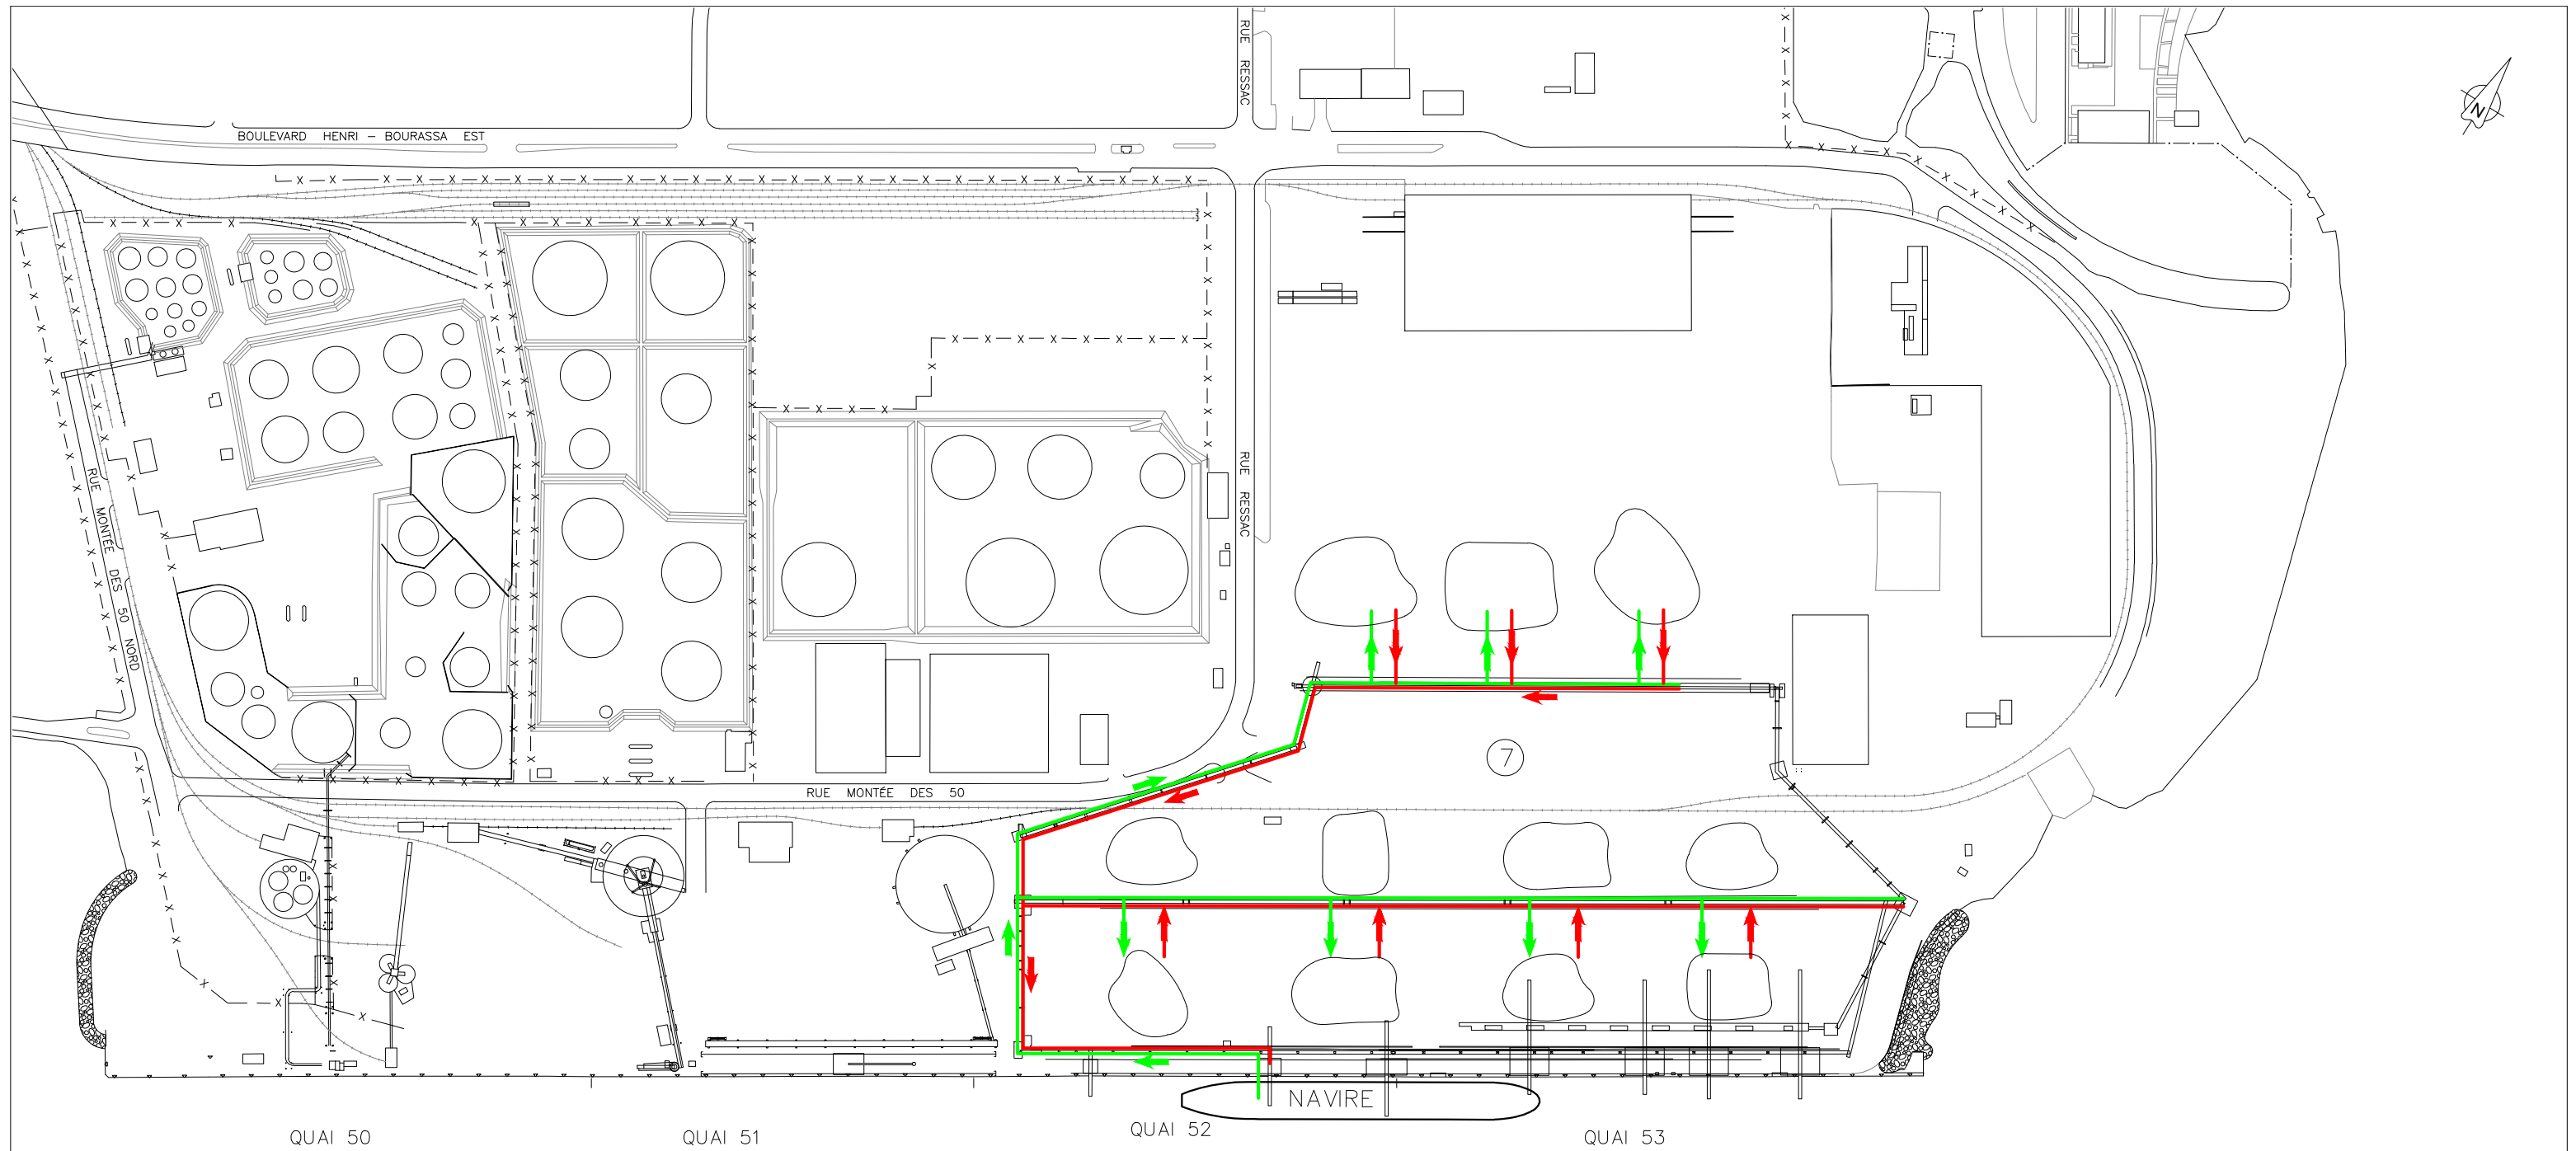 RUE RESSAC
N
BOULEVARD HENRI - BOURASSA EST
RUE RESSAC
RUE MONTÉE DES 50 NORD
7
RUE MONTÉE DES 50
NAVIRE
QUAI 50
QUAI 51
QUAI 52
QUAI 53